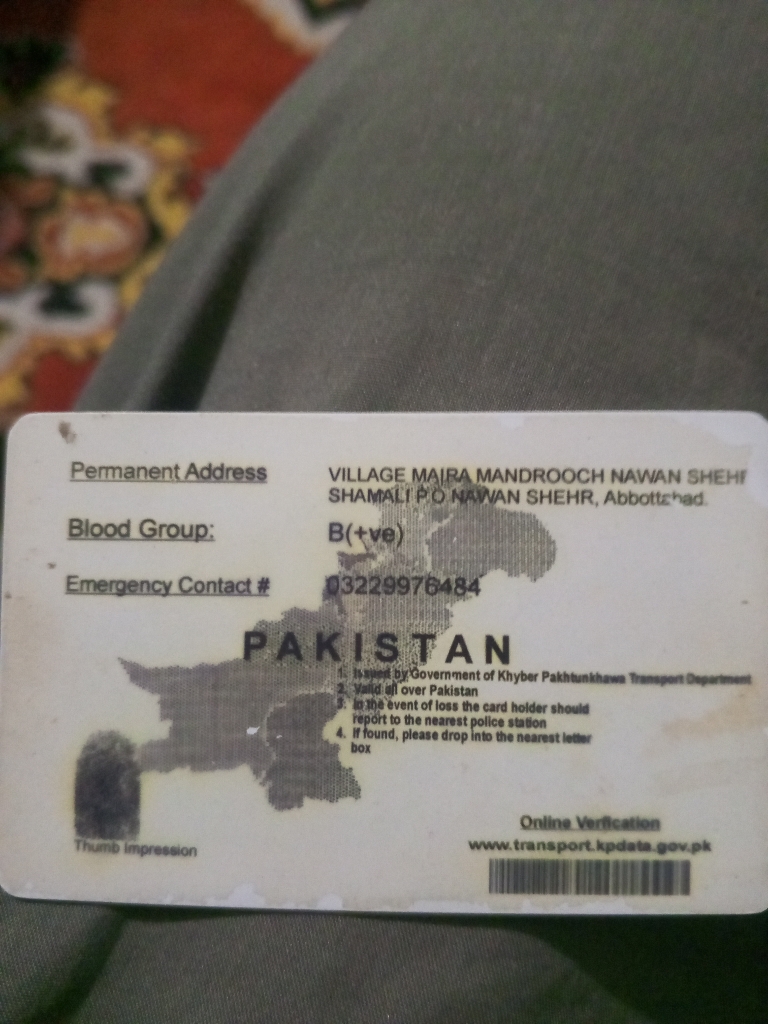 Permanent Address
VILLAGE MAIRA MANDROOCH NAWAN SHEHR
SHAMALI P.O NAWAN SHEHR, Abbottabad.
Blood Group:
B(+ve)
Emergency Contact #
03229976484
PAKISTAN
1. Issued by Government of Khyber Pakhtunkhawa Transport Department
2. Valid all over Pakistan
3. In the event of loss the card holder should
report to the nearest police station
4. If found, please drop into the nearest letter
box
Thumb Impression
Online Verfication
www.transport.kpdata.gov.pk